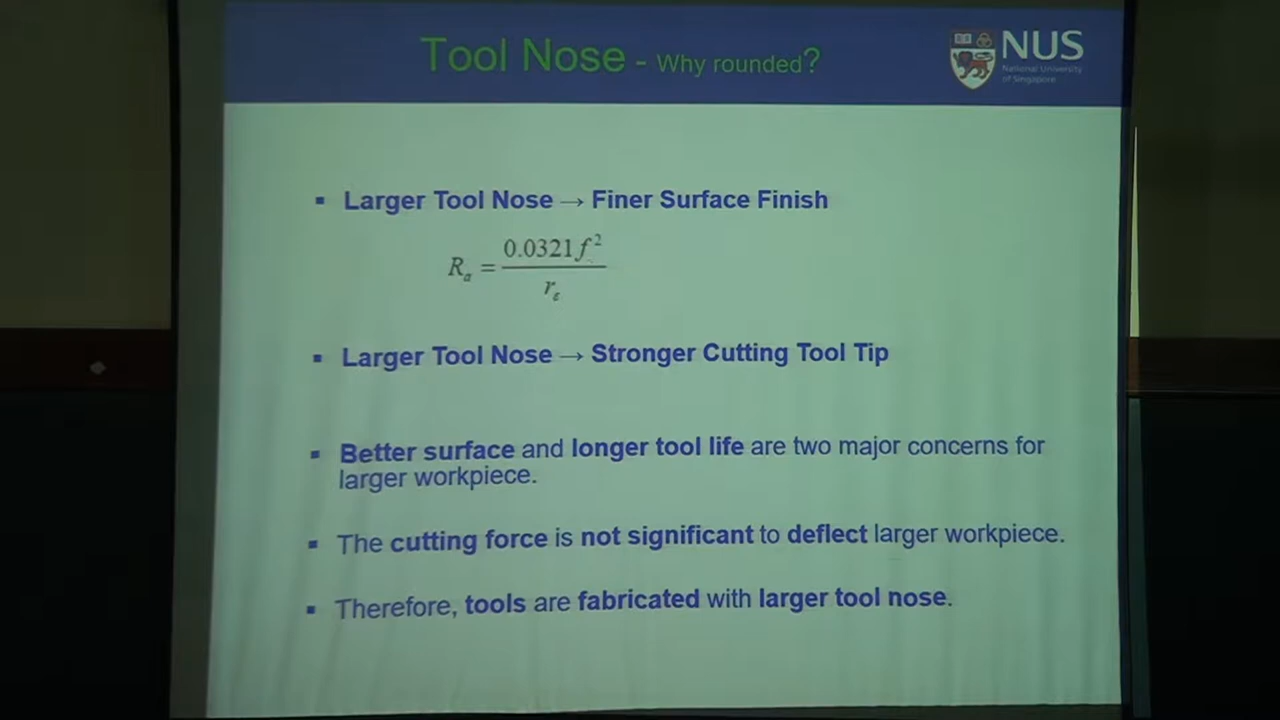 Tool Nose - Why rounded?
NUS
National University
of Singapore
▪ Larger Tool Nose → Finer Surface Finish
Rₐ = 0.0321f² / r_ε
▪ Larger Tool Nose → Stronger Cutting Tool Tip
▪ Better surface and longer tool life are two major concerns for
larger workpiece.
▪ The cutting force is not significant to deflect larger workpiece.
▪ Therefore, tools are fabricated with larger tool nose.